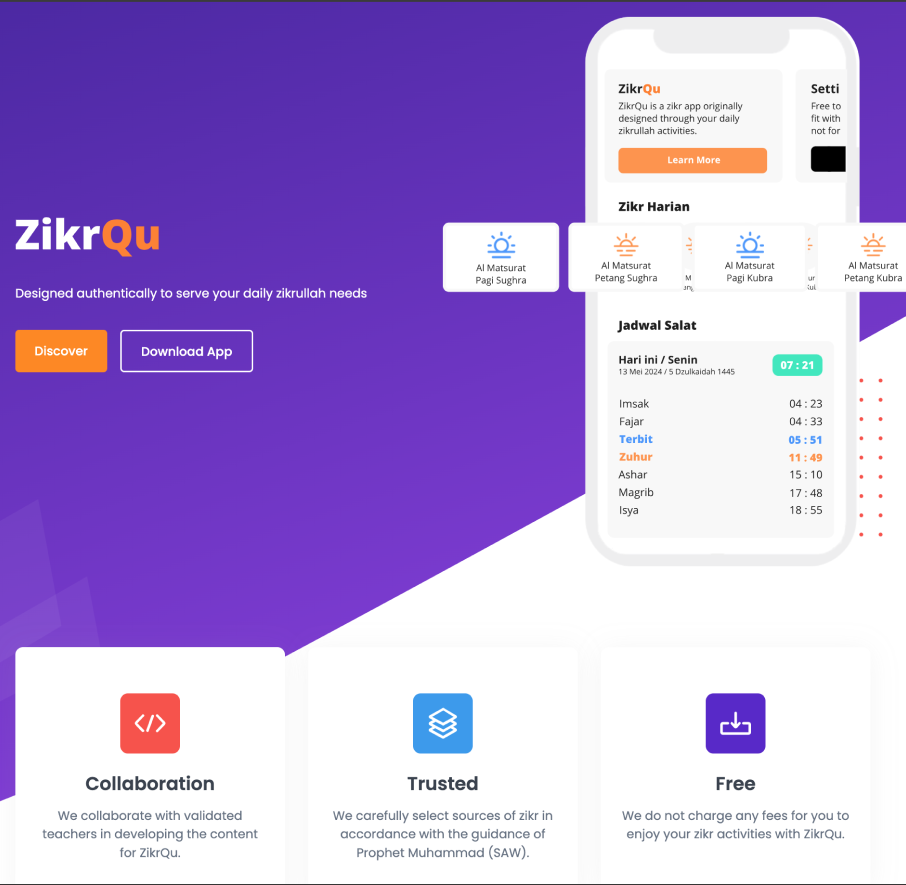 ZikrQu
Designed authentically to serve your daily zikrullah needs
Discover
Download App
ZikrQu
ZikrQu is a zikr app originally
designed through your daily
zikrullah activities.
Learn More
Setti
Free to
fit with
not for
Zikr Harian
Al Matsurat
Pagi Sughra
Al Matsurat
Petang Sughra
Al Matsurat
Pagi Kubra
Al Matsurat
Petang Kubra
Jadwal Salat
Hari ini / Senin
13 Mei 2024 / 5 Dzulkaidah 1445
07 : 21
Imsak 04 : 23
Fajar 04 : 33
Terbit 05 : 51
Zuhur 11 : 49
Ashar 15 : 10
Magrib 17 : 48
Isya 18 : 55
Collaboration
We collaborate with validated
teachers in developing the content
for ZikrQu.
Trusted
We carefully select sources of zikr in
accordance with the guidance of
Prophet Muhammad (SAW).
Free
We do not charge any fees for you to
enjoy your zikr activities with ZikrQu.